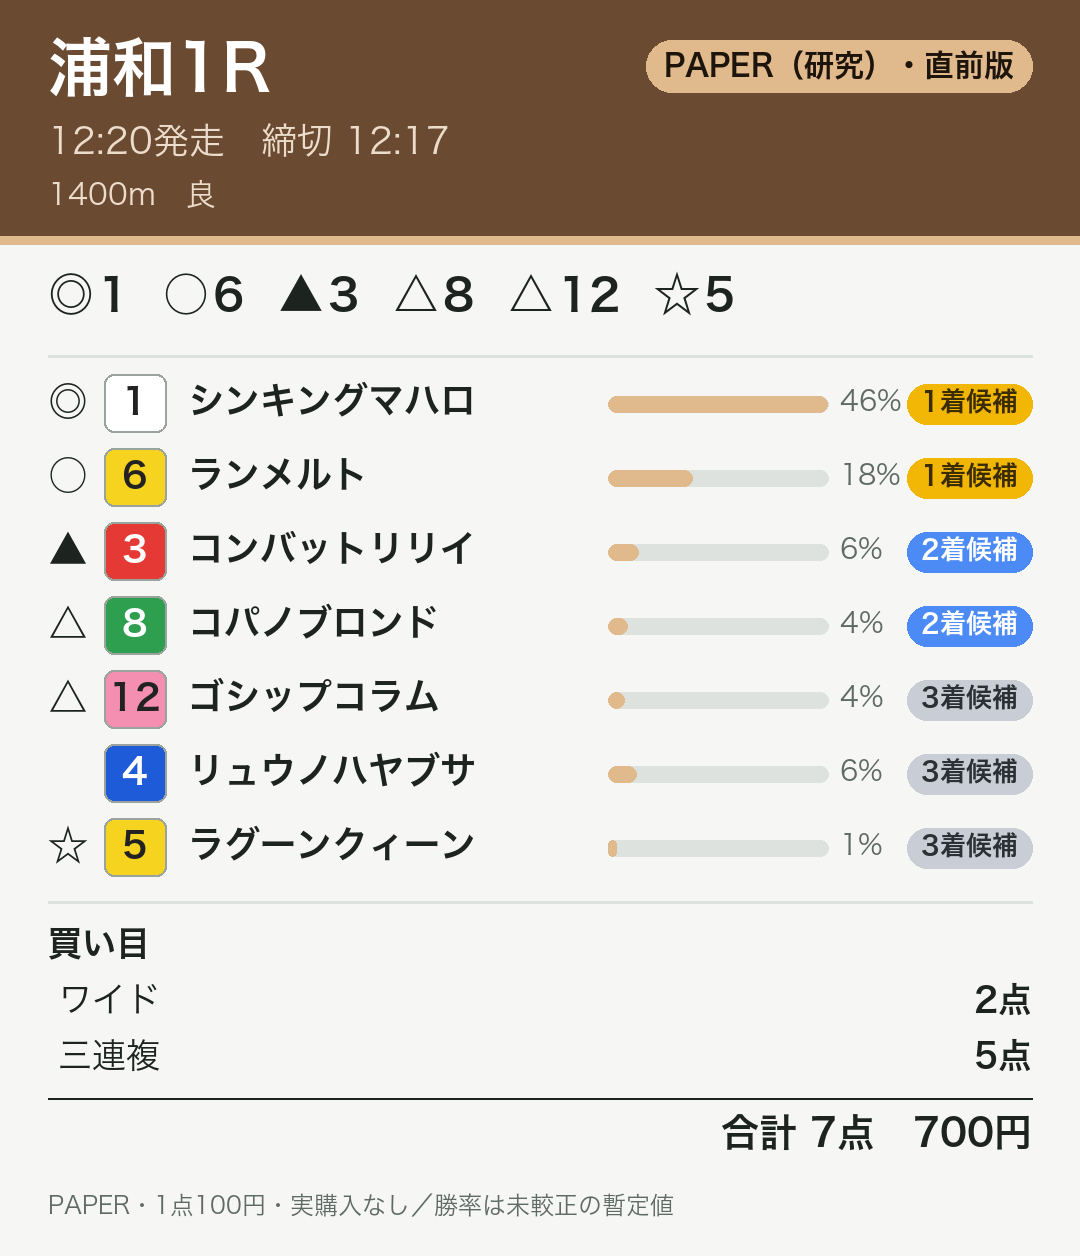 浦和1R
PAPER（研究）・直前版
12:20発走　締切 12:17
1400m　良
◎1　○6　▲3　△8　△12　☆5
◎ 1 シンキングマハロ 46% 1着候補
○ 6 ランメルト 18% 1着候補
▲ 3 コンバットリリイ 6% 2着候補
△ 8 コパノブロンド 4% 2着候補
△ 12 ゴシップコラム 4% 3着候補
4 リュウノハヤブサ 6% 3着候補
☆ 5 ラグーンクィーン 1% 3着候補
買い目
ワイド 2点
三連複 5点
合計 7点　700円
PAPER・1点100円・実購入なし／勝率は未較正の暫定値